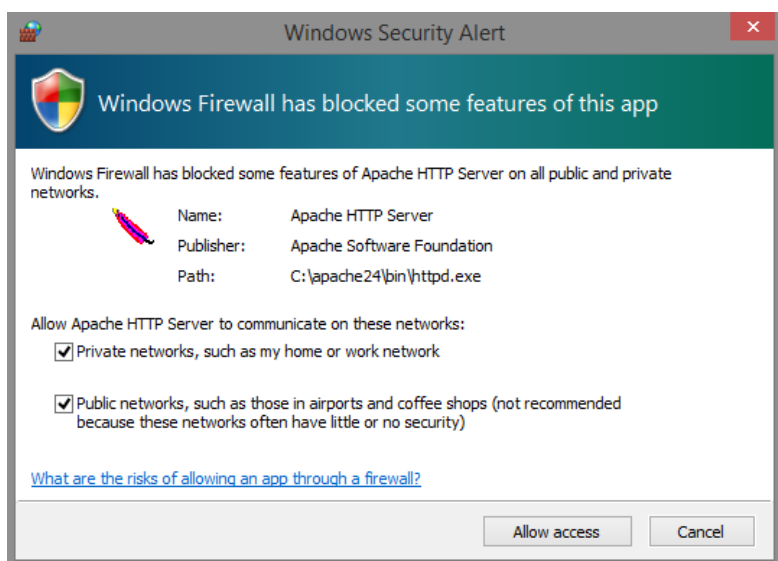 Windows Security Alert
Windows Firewall has blocked some features of this app
Windows Firewall has blocked some features of Apache HTTP Server on all public and private
networks.
Name: Apache HTTP Server
Publisher: Apache Software Foundation
Path: C:\apache24\bin\httpd.exe
Allow Apache HTTP Server to communicate on these networks:
Private networks, such as my home or work network
Public networks, such as those in airports and coffee shops (not recommended
because these networks often have little or no security)
What are the risks of allowing an app through a firewall?
Allow access Cancel